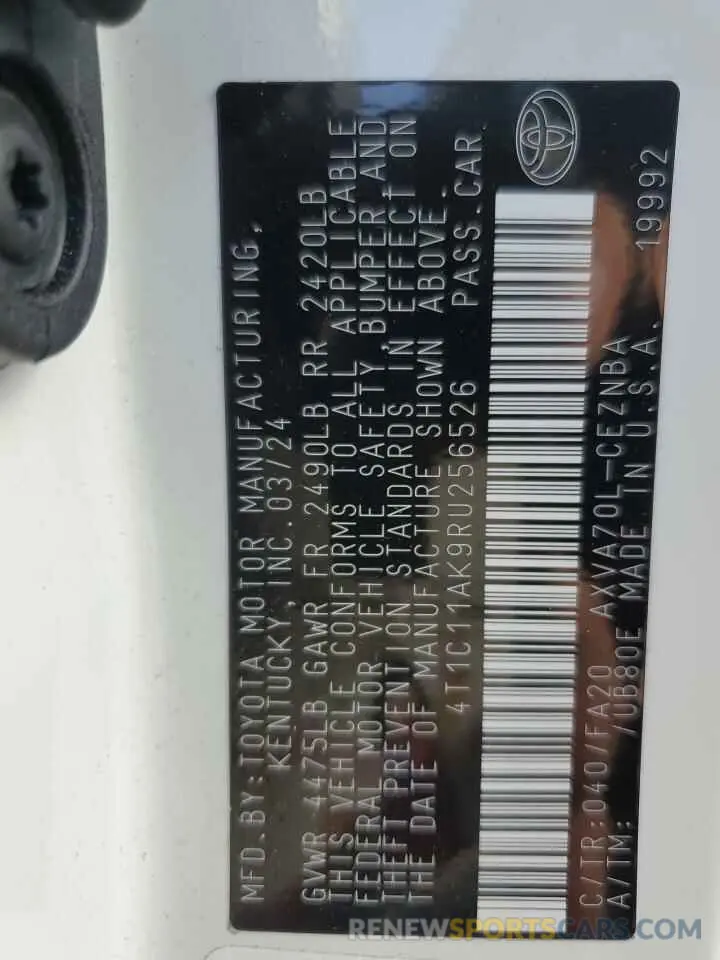 MFD.BY:TOYOTA MOTOR MANUFACTURING,
KENTUCKY,INC.03/24
GVWR 4475LB GAWR FR 2490LB RR 2420LB
THIS VEHICLE CONFORMS TO ALL APPLICABLE
FEDERAL MOTOR VEHICLE SAFETY, BUMPER AND
THEFT PREVENTION STANDARDS IN EFFECT ON
THE DATE OF MANUFACTURE SHOWN ABOVE.
4T1C11AK9RU256526 PASS.CAR
C/TR:040/FA20 AXVA70L-CEZNBA
A/TM: /UB80E MADE IN U.S.A. 19992
RENEWSPORTSCARS.COM